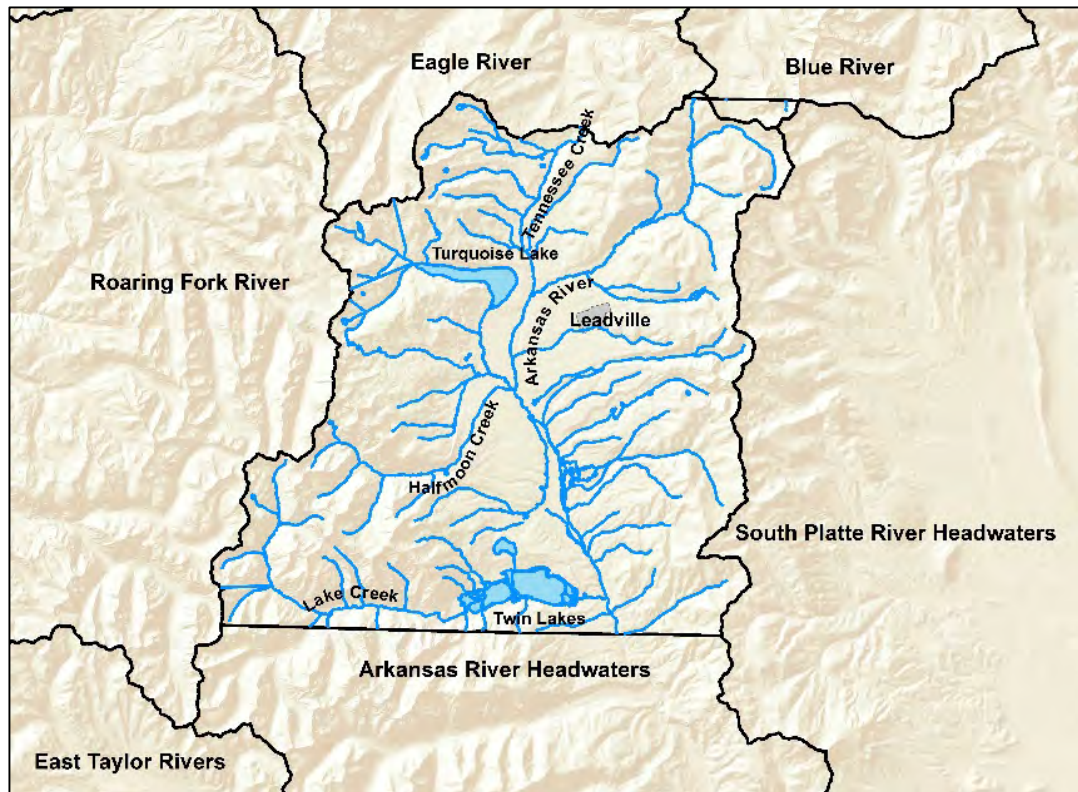 Eagle River
Blue River
Tennessee Creek
Turquoise Lake
Roaring Fork River
Arkansas River
Leadville
Halfmoon Creek
South Platte River Headwaters
Lake Creek
Twin Lakes
Arkansas River Headwaters
East Taylor Rivers